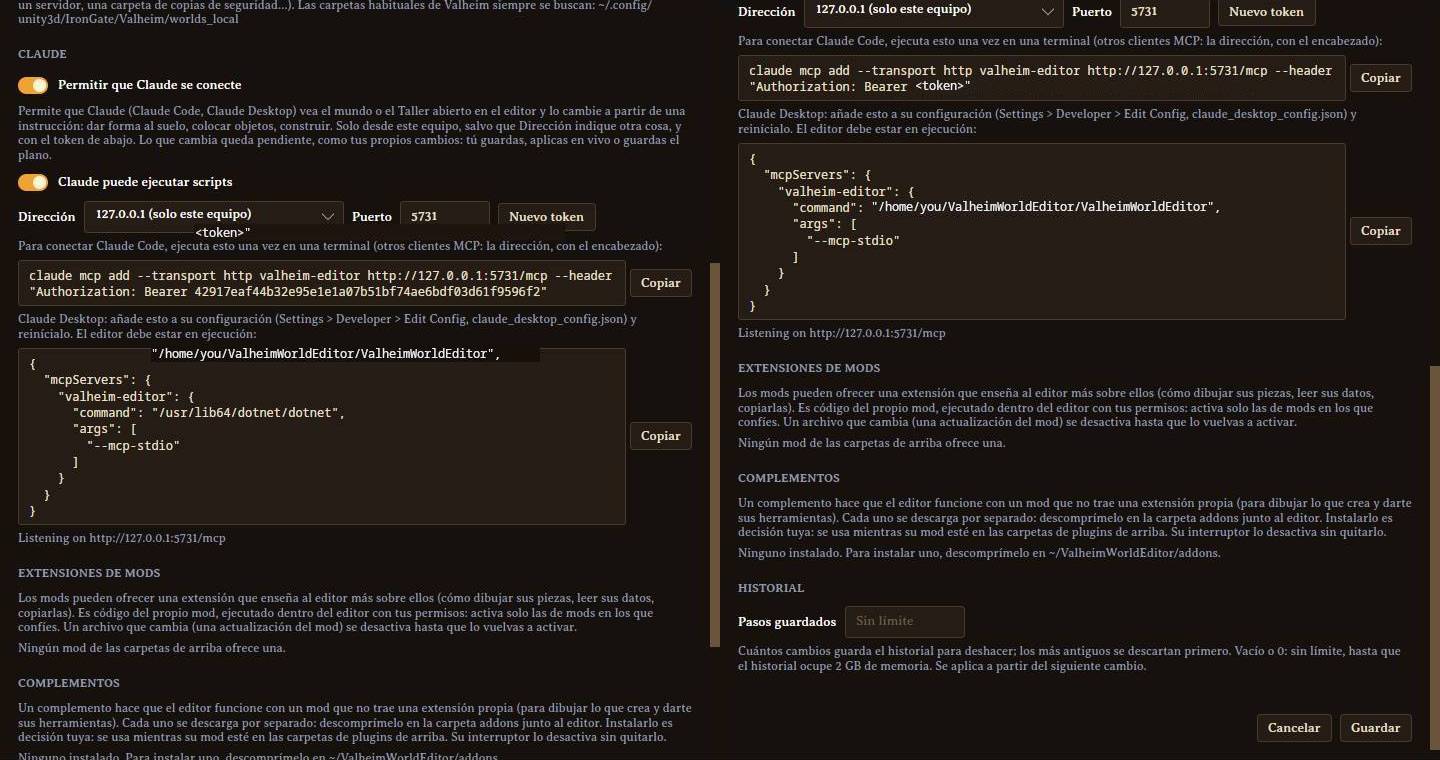 un servidor, una carpeta de copias de seguridad...). Las carpetas habituales de Valheim siempre se buscan: ~/.config/
unity3d/IronGate/Valheim/worlds_local
CLAUDE
Permitir que Claude se conecte
Permite que Claude (Claude Code, Claude Desktop) vea el mundo o el Taller abierto en el editor y lo cambie a partir de una
instrucción: dar forma al suelo, colocar objetos, construir. Solo desde este equipo, salvo que Dirección indique otra cosa, y
con el token de abajo. Lo que cambia queda pendiente, como tus propios cambios: tú guardas, aplicas en vivo o guardas el
plano.
Claude puede ejecutar scripts
Dirección 127.0.0.1 (solo este equipo) Puerto 5731 Nuevo token
<token>"
Para conectar Claude Code, ejecuta esto una vez en una terminal (otros clientes MCP: la dirección, con el encabezado):
claude mcp add --transport http valheim-editor http://127.0.0.1:5731/mcp --header
"Authorization: Bearer 42917eaf44b32e95e1e1a07b51bf74ae6bdf03d61f9596f2"
Copiar
Claude Desktop: añade esto a su configuración (Settings > Developer > Edit Config, claude_desktop_config.json) y
reinícialo. El editor debe estar en ejecución:
"/home/you/ValheimWorldEditor/ValheimWorldEditor",
{
"mcpServers": {
"valheim-editor": {
"command": "/usr/lib64/dotnet/dotnet",
"args": [
"--mcp-stdio"
]
}
}
}
Copiar
Listening on http://127.0.0.1:5731/mcp
EXTENSIONES DE MODS
Los mods pueden ofrecer una extensión que enseña al editor más sobre ellos (cómo dibujar sus piezas, leer sus datos,
copiarlas). Es código del propio mod, ejecutado dentro del editor con tus permisos: activa solo las de mods en los que
confíes. Un archivo que cambia (una actualización del mod) se desactiva hasta que lo vuelvas a activar.
Ningún mod de las carpetas de arriba ofrece una.
COMPLEMENTOS
Un complemento hace que el editor funcione con un mod que no trae una extensión propia (para dibujar lo que crea y darte
sus herramientas). Cada uno se descarga por separado: descomprímelo en la carpeta addons junto al editor. Instalarlo es
decisión tuya: se usa mientras su mod esté en las carpetas de plugins de arriba. Su interruptor lo desactiva sin quitarlo.
Ninguno instalado. Para instalar uno, descomprímelo en ~/ValheimWorldEditor/addons.
Dirección 127.0.0.1 (solo este equipo) Puerto 5731 Nuevo token
Para conectar Claude Code, ejecuta esto una vez en una terminal (otros clientes MCP: la dirección, con el encabezado):
claude mcp add --transport http valheim-editor http://127.0.0.1:5731/mcp --header
"Authorization: Bearer <token>"
Copiar
Claude Desktop: añade esto a su configuración (Settings > Developer > Edit Config, claude_desktop_config.json) y
reinícialo. El editor debe estar en ejecución:
{
"mcpServers": {
"valheim-editor": {
"command": "/home/you/ValheimWorldEditor/ValheimWorldEditor",
"args": [
"--mcp-stdio"
]
}
}
}
Copiar
Listening on http://127.0.0.1:5731/mcp
EXTENSIONES DE MODS
Los mods pueden ofrecer una extensión que enseña al editor más sobre ellos (cómo dibujar sus piezas, leer sus datos,
copiarlas). Es código del propio mod, ejecutado dentro del editor con tus permisos: activa solo las de mods en los que
confíes. Un archivo que cambia (una actualización del mod) se desactiva hasta que lo vuelvas a activar.
Ningún mod de las carpetas de arriba ofrece una.
COMPLEMENTOS
Un complemento hace que el editor funcione con un mod que no trae una extensión propia (para dibujar lo que crea y darte
sus herramientas). Cada uno se descarga por separado: descomprímelo en la carpeta addons junto al editor. Instalarlo es
decisión tuya: se usa mientras su mod esté en las carpetas de plugins de arriba. Su interruptor lo desactiva sin quitarlo.
Ninguno instalado. Para instalar uno, descomprímelo en ~/ValheimWorldEditor/addons.
HISTORIAL
Pasos guardados Sin límite
Cuántos cambios guarda el historial para deshacer; los más antiguos se descartan primero. Vacío o 0: sin límite, hasta que
el historial ocupe 2 GB de memoria. Se aplica a partir del siguiente cambio.
Cancelar Guardar